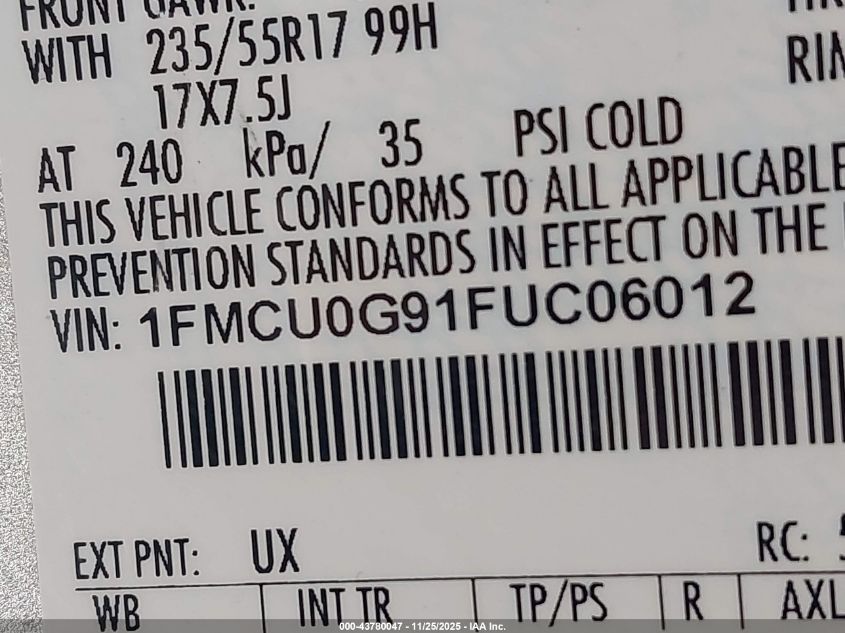 FRONT GAWR:
WITH 235/55R17 99H
17X7.5J
RIM
AT 240 kPa/ 35 PSI COLD
THIS VEHICLE CONFORMS TO ALL APPLICABLE
PREVENTION STANDARDS IN EFFECT ON THE
VIN: 1FMCU0G91FUC06012
EXT PNT: UX RC:
WB INT TR TP/PS R AXL
000-43780047 - 11/25/2025 - IAA Inc.